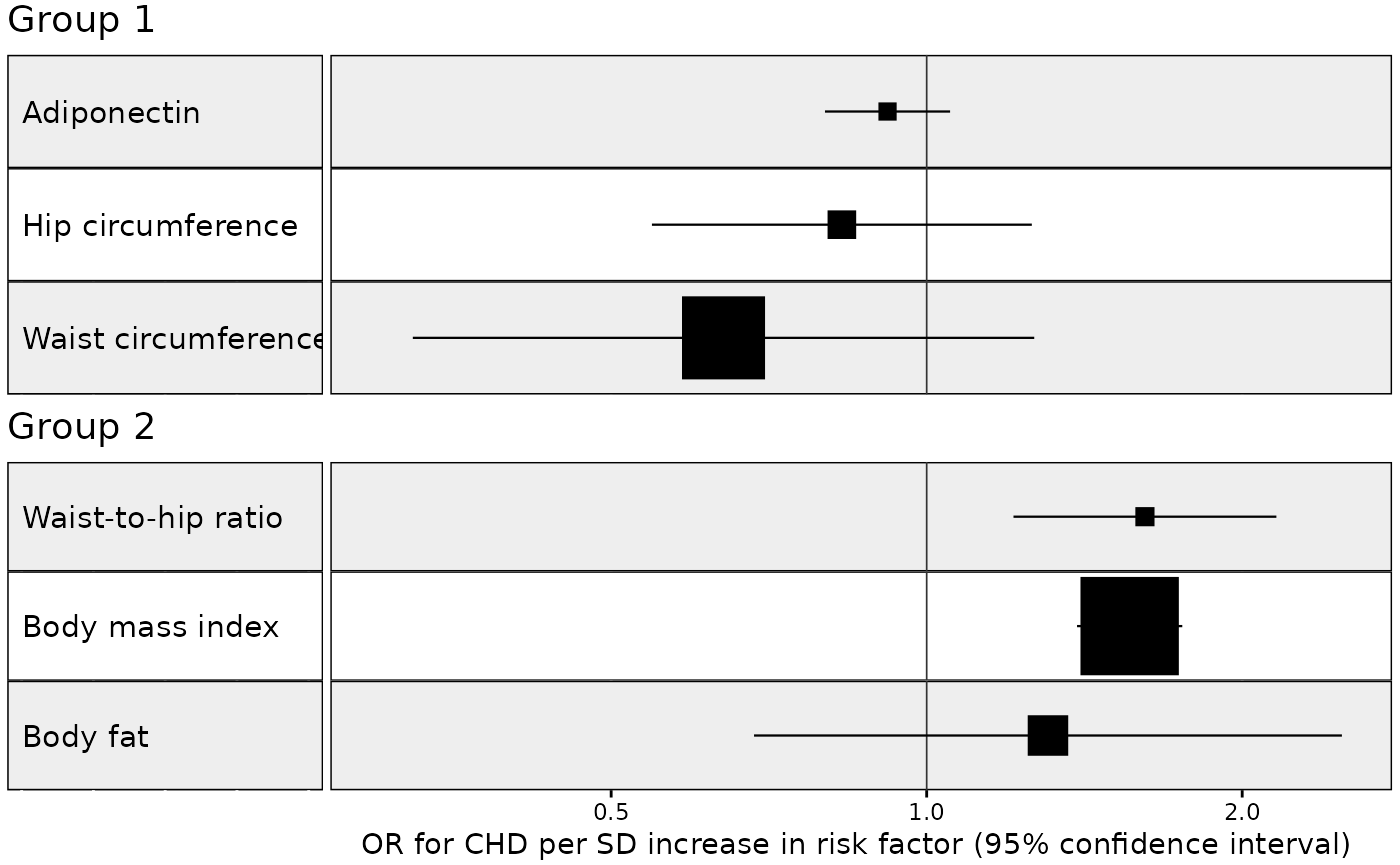 Group 1
Adiponectin
Hip circumference
Waist circumference
Group 2
Waist-to-hip ratio
Body mass index
Body fat
0.5 1.0 2.0
OR for CHD per SD increase in risk factor (95% confidence interval)